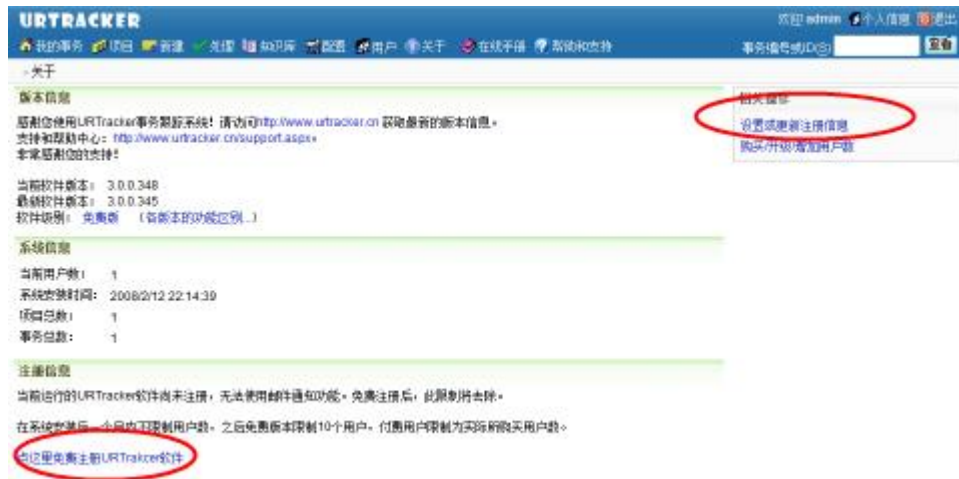 URTRACKER
欢迎 admin 个人信息 退出
我的事务 项目 新建 处理 知识库 配置 用户 关于 在线手册 帮助和支持 事务编号或ID(S) 查看
关于
版本信息
感谢您使用URTracker事务跟踪系统！请访问http://www.urtracker.cn 获取最新的版本信息。
支持和帮助中心： http://www.urtracker.cn/support.aspx。
非常感谢您的支持！
当前软件版本： 3.0.0.348
最新软件版本： 3.0.0.345
软件级别： 免费版 （各版本的功能区别...)
系统信息
当前用户数： 1
系统安装时间： 2008/2/12 22:14:39
项目总数： 1
事务总数： 1
注册信息
当前运行的URTracker软件尚未注册，无法使用邮件通知功能。免费注册后，此限制将去除。
在系统安装后一个月内不限制用户数。之后免费版本限制10个用户。付费用户限制为实际所购买用户数。
点这里免费注册URTrakcer软件
相关操作
设置或更新注册信息
购买/升级/增加用户数